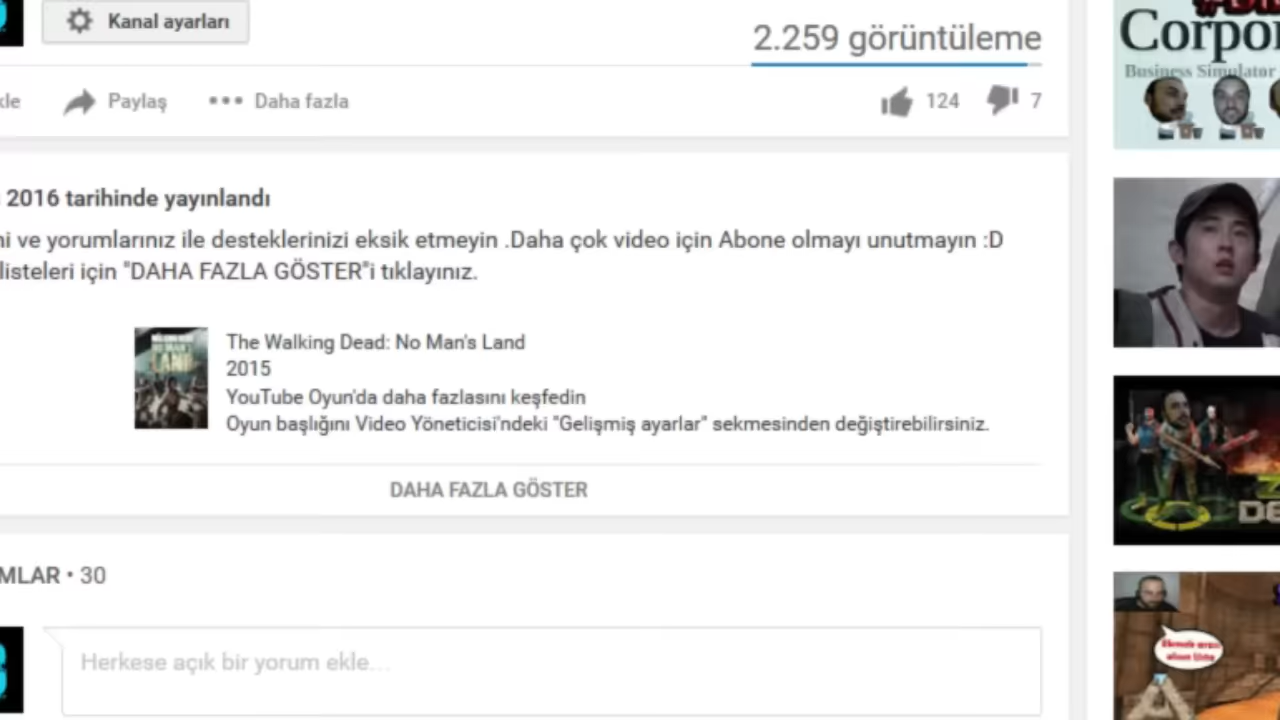 Kanal ayarları
2.259 görüntüleme
Paylaş
Daha fazla
124
7
2016 tarihinde yayınlandı
ve yorumlarınız ile desteklerinizi eksik etmeyin .Daha çok video için Abone olmayı unutmayın :D
listeleri için "DAHA FAZLA GÖSTER"i tıklayınız.
The Walking Dead: No Man's Land
2015
YouTube Oyun'da daha fazlasını keşfedin
Oyun başlığını Video Yöneticisi'ndeki "Gelişmiş ayarlar" sekmesinden değiştirebilirsiniz.
DAHA FAZLA GÖSTER
MLAR • 30
Herkese açık bir yorum ekle...
Corpor
Business Simulator
DE